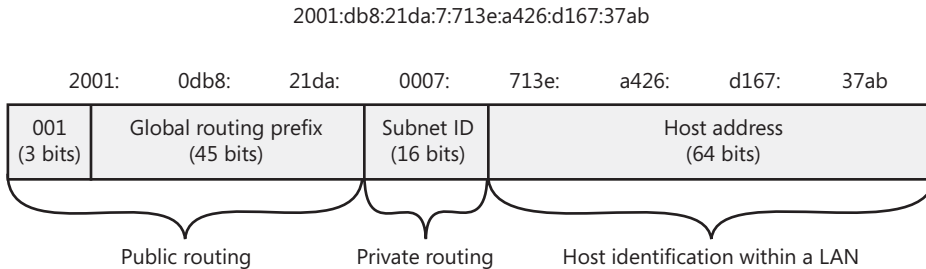 2001:db8:21da:7:713e:a426:d167:37ab
2001: 0db8: 21da: 0007: 713e: a426: d167: 37ab
001 Global routing prefix Subnet ID Host address
(3 bits) (45 bits) (16 bits) (64 bits)
Public routing Private routing Host identification within a LAN